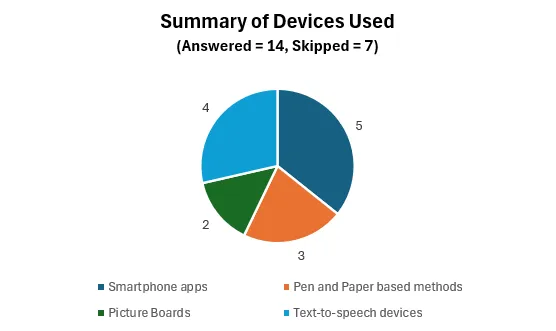 Summary of Devices Used
(Answered = 14, Skipped = 7)
4
5
2
3
Smartphone apps
Pen and Paper based methods
Picture Boards
Text-to-speech devices